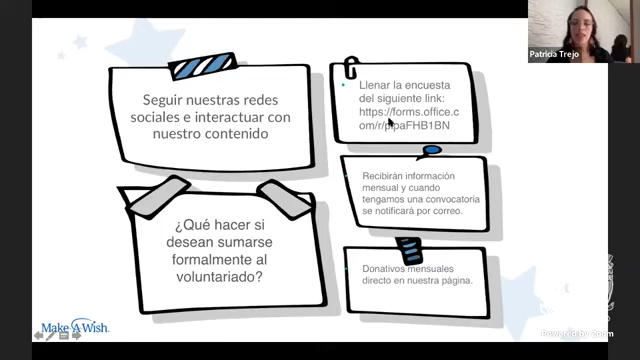 Patricia Trejo
Seguir nuestras redes
sociales e interactuar con
nuestro contenido
Llenar la encuesta
del siguiente link:
https://forms.office.c
¿Qué hacer si
desean sumarse
formalmente al
voluntariado?
Recibirán información
mensual y cuando
tengamos una convocatoria
se notificará por correo.
Donativos mensuales
directo en nuestra página.
Make-A-Wish.
Powered by Zoom